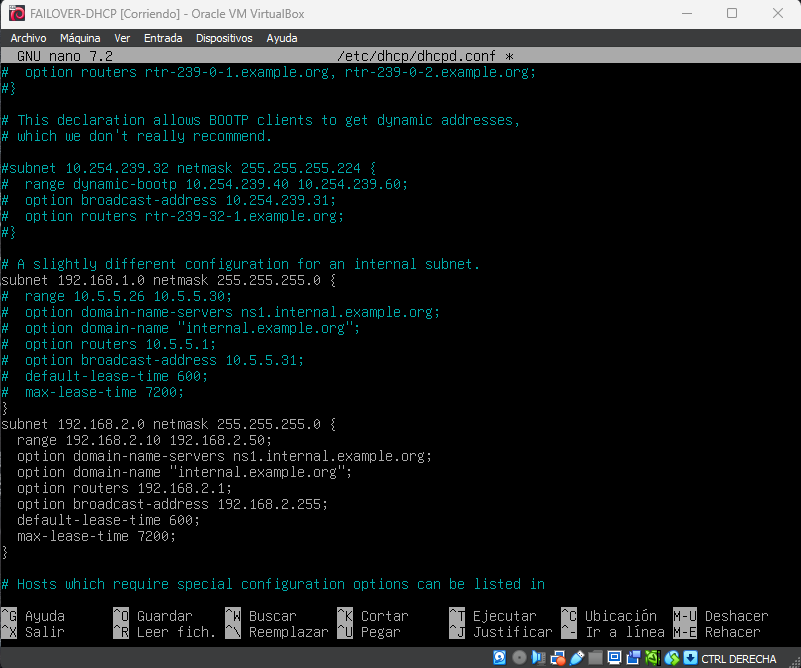 FAILOVER-DHCP [Corriendo] - Oracle VM VirtualBox
Archivo Máquina Ver Entrada Dispositivos Ayuda
GNU nano 7.2 /etc/dhcp/dhcpd.conf *
#  option routers rtr-239-0-1.example.org, rtr-239-0-2.example.org;
#}

# This declaration allows BOOTP clients to get dynamic addresses,
# which we don't really recommend.

#subnet 10.254.239.32 netmask 255.255.255.224 {
#  range dynamic-bootp 10.254.239.40 10.254.239.60;
#  option broadcast-address 10.254.239.31;
#  option routers rtr-239-32-1.example.org;
#}

# A slightly different configuration for an internal subnet.
subnet 192.168.1.0 netmask 255.255.255.0 {
#  range 10.5.5.26 10.5.5.30;
#  option domain-name-servers ns1.internal.example.org;
#  option domain-name "internal.example.org";
#  option routers 10.5.5.1;
#  option broadcast-address 10.5.5.31;
#  default-lease-time 600;
#  max-lease-time 7200;
}
subnet 192.168.2.0 netmask 255.255.255.0 {
  range 192.168.2.10 192.168.2.50;
  option domain-name-servers ns1.internal.example.org;
  option domain-name "internal.example.org";
  option routers 192.168.2.1;
  option broadcast-address 192.168.2.255;
  default-lease-time 600;
  max-lease-time 7200;
}

# Hosts which require special configuration options can be listed in
^G Ayuda ^O Guardar ^W Buscar ^K Cortar ^T Ejecutar ^C Ubicación M-U Deshacer
^X Salir ^R Leer fich. ^\ Reemplazar ^U Pegar ^J Justificar ^- Ir a línea M-E Rehacer
CTRL DERECHA